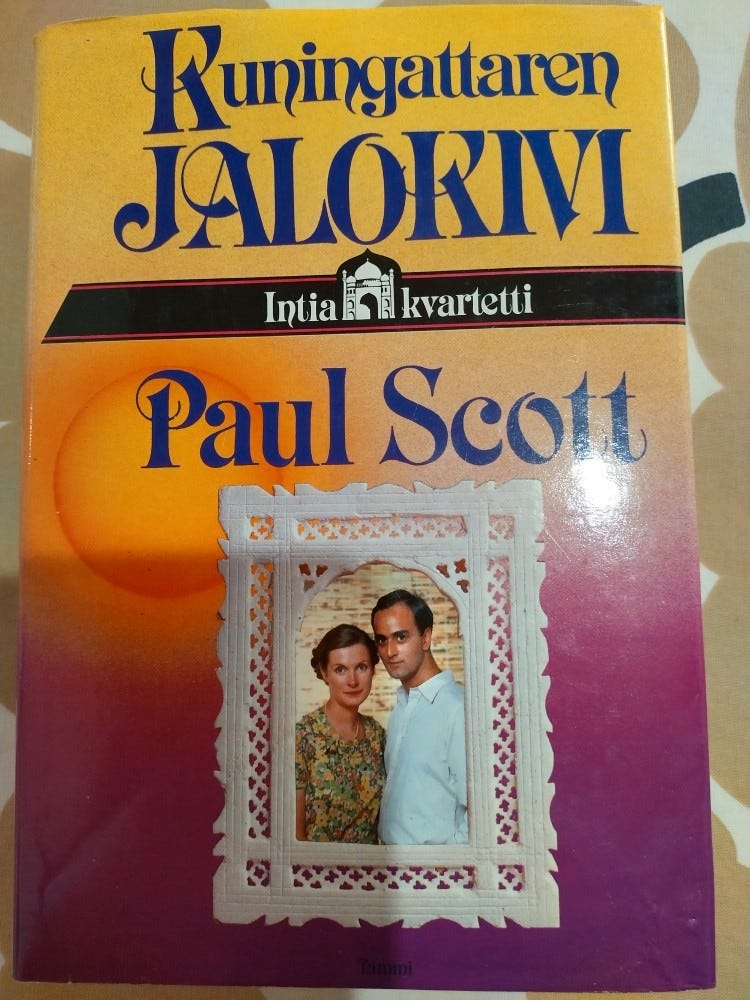 Kuningattaren
JALOKIVI
Intia kvartetti
Paul Scott
Tammi